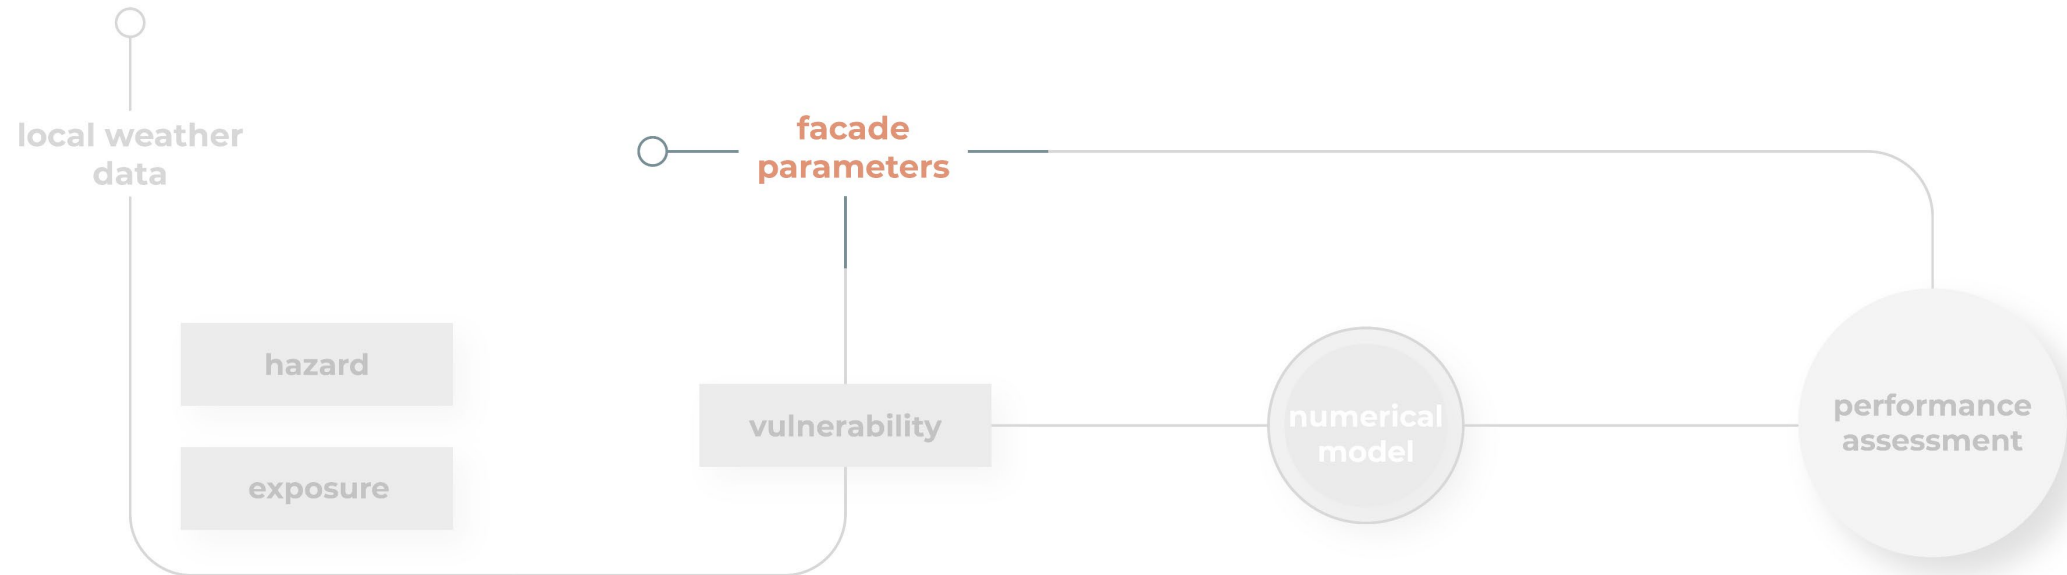 local weather
data
facade
parameters
hazard
exposure
vulnerability
numerical
model
performance
assessment